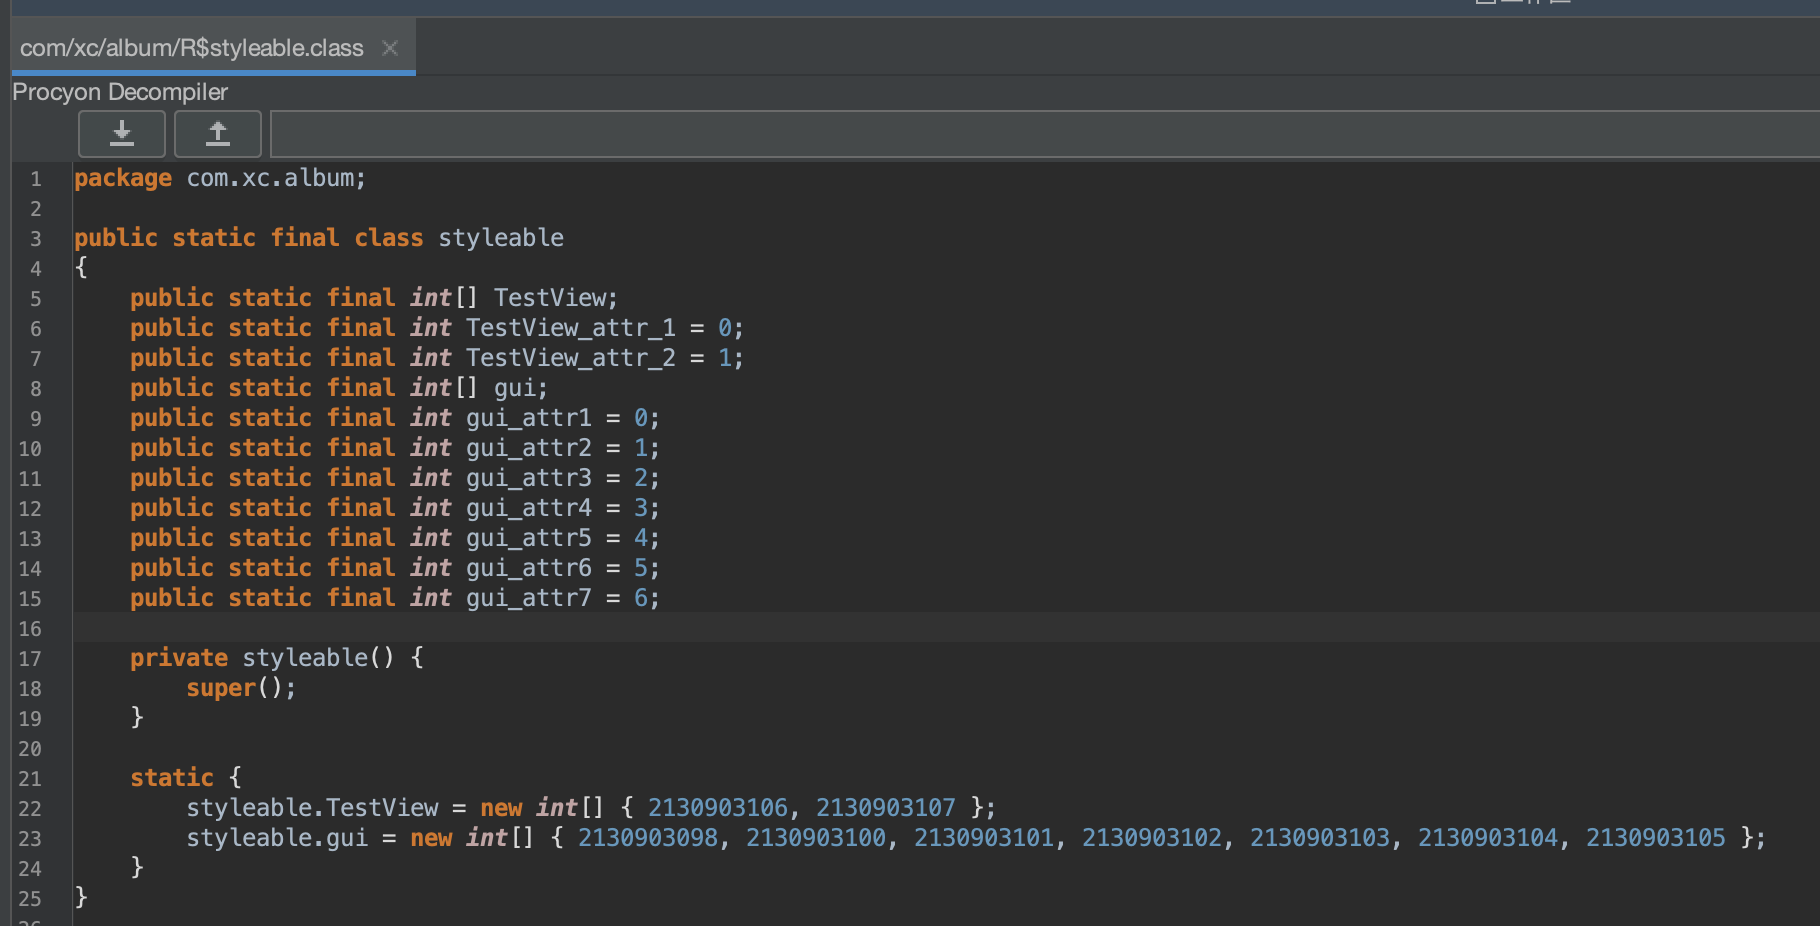 com/xc/album/R$styleable.class
Procyon Decompiler
1 package com.xc.album;
2
3 public static final class styleable
4 {
5     public static final int[] TestView;
6     public static final int TestView_attr_1 = 0;
7     public static final int TestView_attr_2 = 1;
8     public static final int[] gui;
9     public static final int gui_attr1 = 0;
10     public static final int gui_attr2 = 1;
11     public static final int gui_attr3 = 2;
12     public static final int gui_attr4 = 3;
13     public static final int gui_attr5 = 4;
14     public static final int gui_attr6 = 5;
15     public static final int gui_attr7 = 6;
16
17     private styleable() {
18         super();
19     }
20
21     static {
22         styleable.TestView = new int[] { 2130903106, 2130903107 };
23         styleable.gui = new int[] { 2130903098, 2130903100, 2130903101, 2130903102, 2130903103, 2130903104, 2130903105 };
24     }
25 }